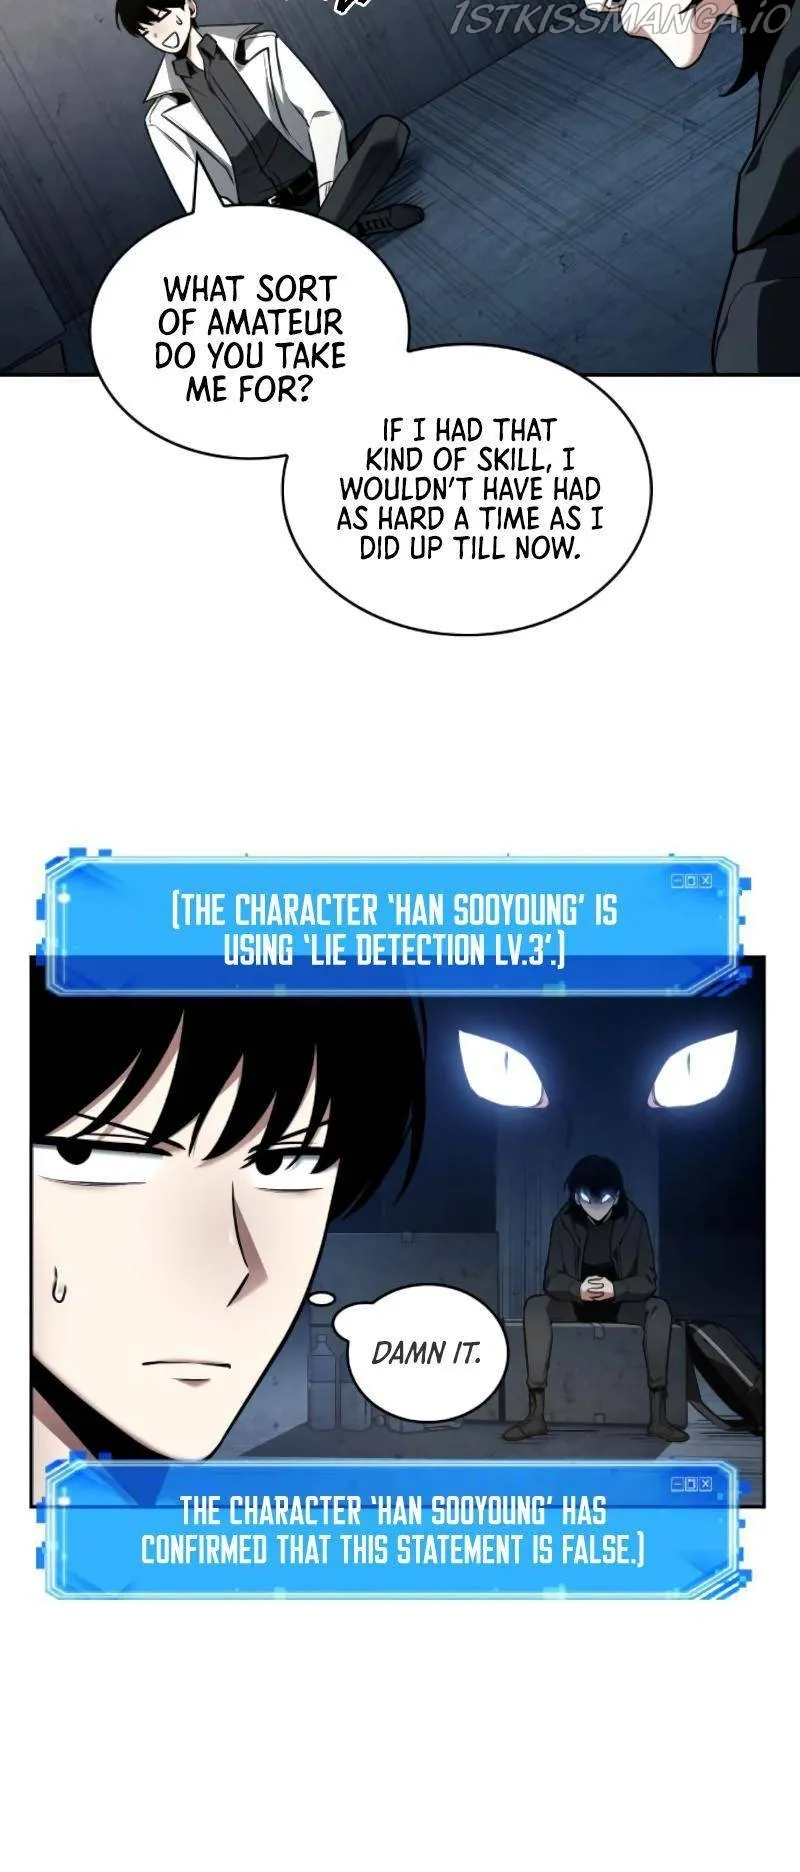 1STKISSMANGA.IO
WHAT SORT
OF AMATEUR
DO YOU TAKE
ME FOR?
IF I HAD THAT
KIND OF SKILL, I
WOULDN'T HAVE HAD
AS HARD A TIME AS I
DID UP TILL NOW.
[THE CHARACTER 'HAN SOOYOUNG' IS
USING 'LIE DETECTION LV.3'.]
DAMN IT.
THE CHARACTER 'HAN SOOYOUNG' HAS
CONFIRMED THAT THIS STATEMENT IS FALSE.]